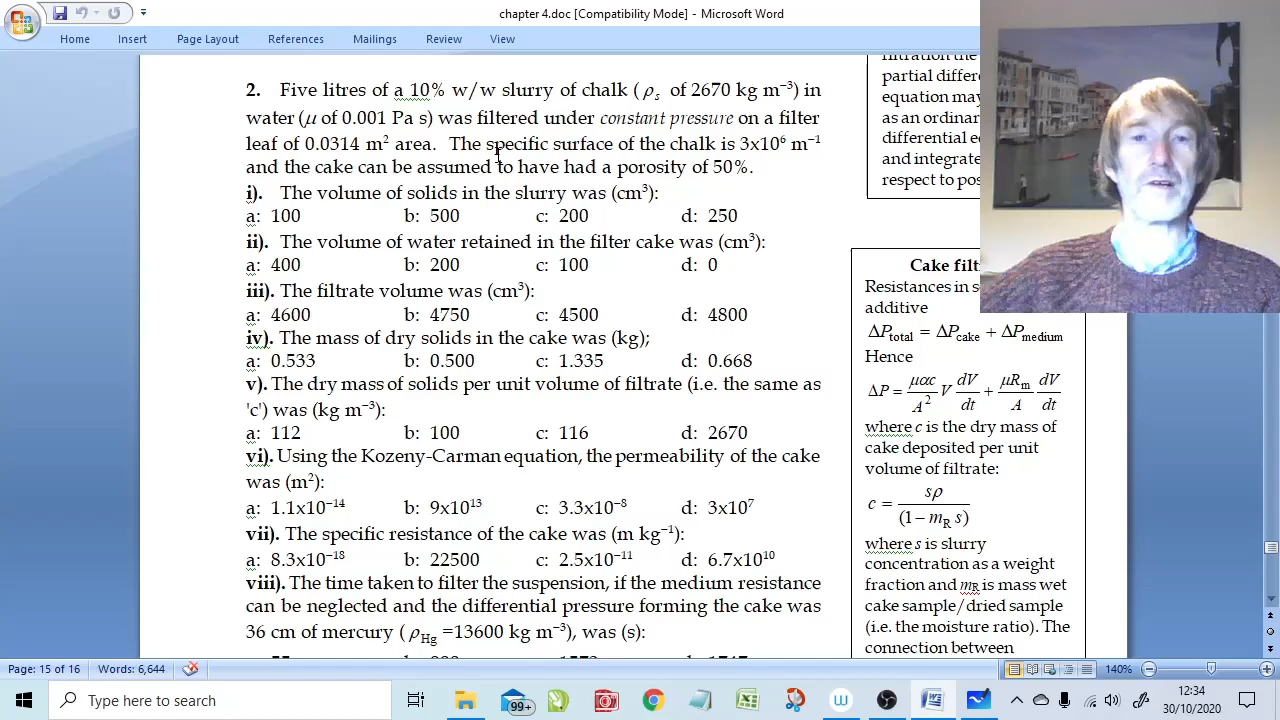 chapter 4.doc [Compatibility Mode] - Microsoft Word
Home Insert Page Layout References Mailings Review View
2. Five litres of a 10% w/w slurry of chalk (ρs of 2670 kg m⁻³) in
water (μ of 0.001 Pa s) was filtered under constant pressure on a filter
leaf of 0.0314 m² area. The specific surface of the chalk is 3x10⁶ m⁻¹
and the cake can be assumed to have had a porosity of 50%.
i). The volume of solids in the slurry was (cm³):
a: 100 b: 500 c: 200 d: 250
ii). The volume of water retained in the filter cake was (cm³):
a: 400 b: 200 c: 100 d: 0
iii). The filtrate volume was (cm³):
a: 4600 b: 4750 c: 4500 d: 4800
iv). The mass of dry solids in the cake was (kg);
a: 0.533 b: 0.500 c: 1.335 d: 0.668
v). The dry mass of solids per unit volume of filtrate (i.e. the same as
'c') was (kg m⁻³):
a: 112 b: 100 c: 116 d: 2670
vi). Using the Kozeny-Carman equation, the permeability of the cake
was (m²):
a: 1.1x10⁻¹⁴ b: 9x10¹³ c: 3.3x10⁻⁸ d: 3x10⁷
vii). The specific resistance of the cake was (m kg⁻¹):
a: 8.3x10⁻¹⁸ b: 22500 c: 2.5x10⁻¹¹ d: 6.7x10¹⁰
viii). The time taken to filter the suspension, if the medium resistance
can be neglected and the differential pressure forming the cake was
36 cm of mercury (ρHg =13600 kg m⁻³), was (s):
filtration the
partial differe
equation may
as an ordinar
differential e
and integrate
respect to pos
Cake filt
Resistances in s
additive
ΔPtotal = ΔPcake + ΔPmedium
Hence
ΔP = μαc/A² V dV/dt + μRm/A dV/dt
where c is the dry mass of
cake deposited per unit
volume of filtrate:
c = sρ/(1 − mR s)
where s is slurry
concentration as a weight
fraction and mR is mass wet
cake sample/dried sample
(i.e. the moisture ratio). The
connection between
Page: 15 of 16 Words: 6,644 140%
Type here to search
99+
12:34
30/10/2020